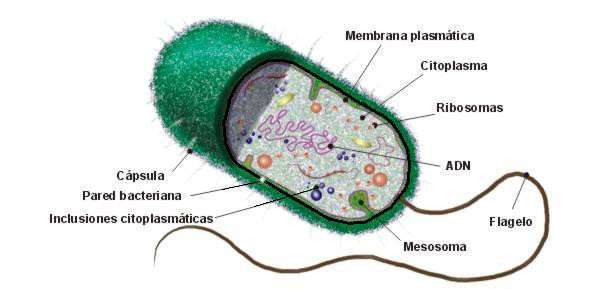 Membrana plasmática
Citoplasma
Ribosomas
ADN
Cápsula
Pared bacteriana
Inclusiones citoplasmáticas
Flagelo
Mesosoma